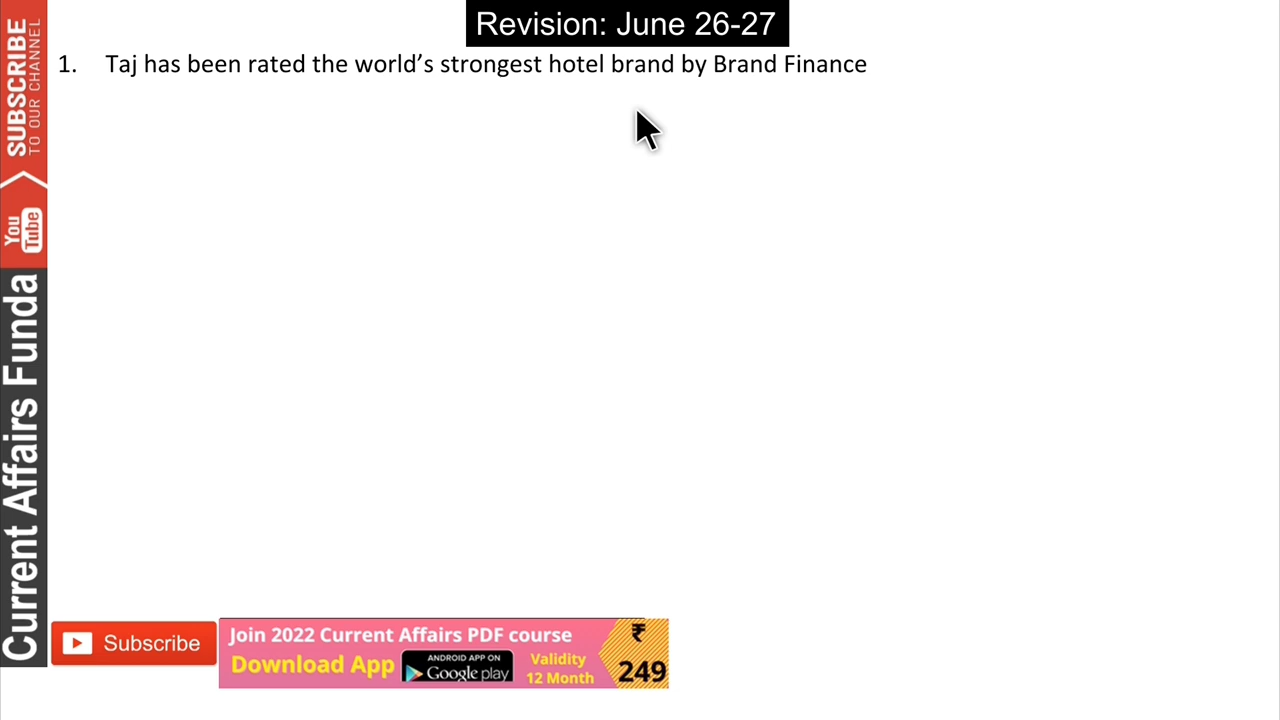 Revision: June 26-27
1. Taj has been rated the world’s strongest hotel brand by Brand Finance
SUBSCRIBE
TO OUR CHANNEL
You
Tube
Current Affairs Funda
Subscribe
Join 2022 Current Affairs PDF course
Download App
ANDROID APP ON
Google play
Validity
12 Month
₹
249